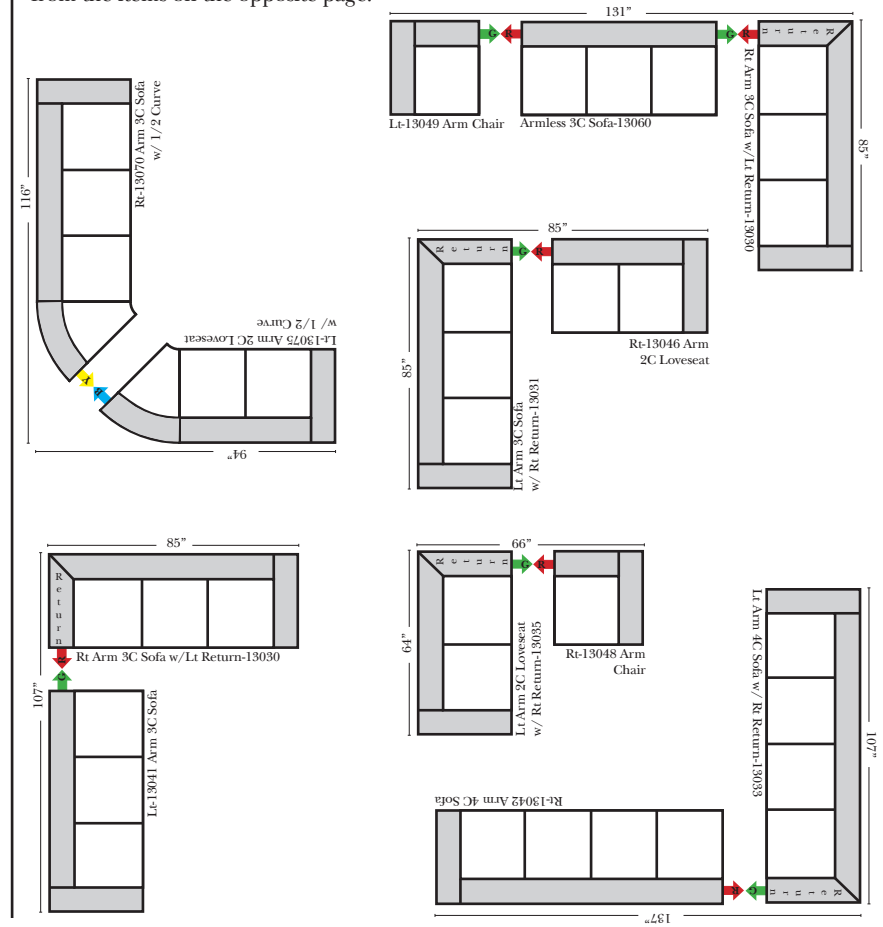 from the items on the opposite page.
131”
Lt-13049 Arm Chair
G R
Armless 3C Sofa-13060
G R
Return
Rt Arm 3C Sofa w/Lt Return-13030
85”
116”
Rt-13070 Arm 3C Sofa
w/ 1/2 Curve
Y
Lt-13075 Arm 2C Loveseat
w/ 1/2 Curve
94”
85”
Return
G R
85”
Lt Arm 3C Sofa
w/ Rt Return-13031
Rt-13046 Arm
2C Loveseat
85”
Return
R
G
Rt Arm 3C Sofa w/Lt Return-13030
107”
Lt-13041 Arm 3C Sofa
66”
Return
G R
64”
Lt Arm 2C Loveseat
w/ Rt Return-13035
Rt-13048 Arm
Chair
Lt Arm 4C Sofa w/ Rt Return-13033
107”
Rt-13042 Arm 4C Sofa
R G
Return
137”